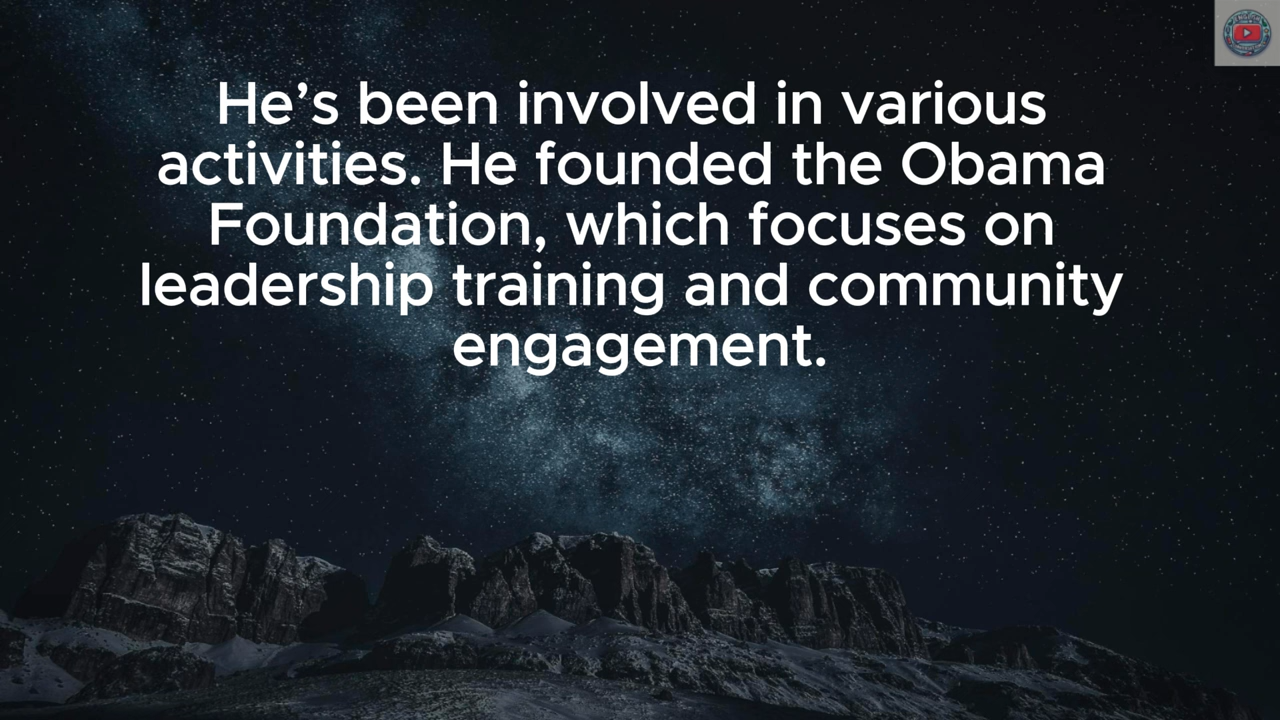 He’s been involved in various
activities. He founded the Obama
Foundation, which focuses on
leadership training and community
engagement.